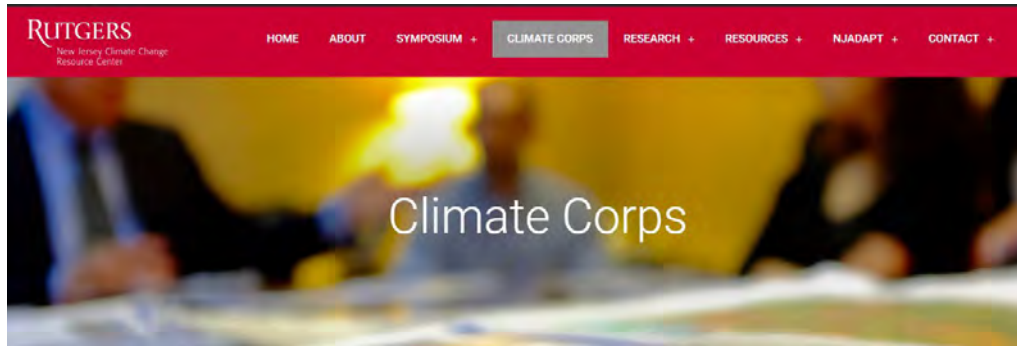 RUTGERS
New Jersey Climate Change
Resource Center
HOME ABOUT SYMPOSIUM + CLIMATE CORPS RESEARCH + RESOURCES + NJADAPT + CONTACT +
Climate Corps